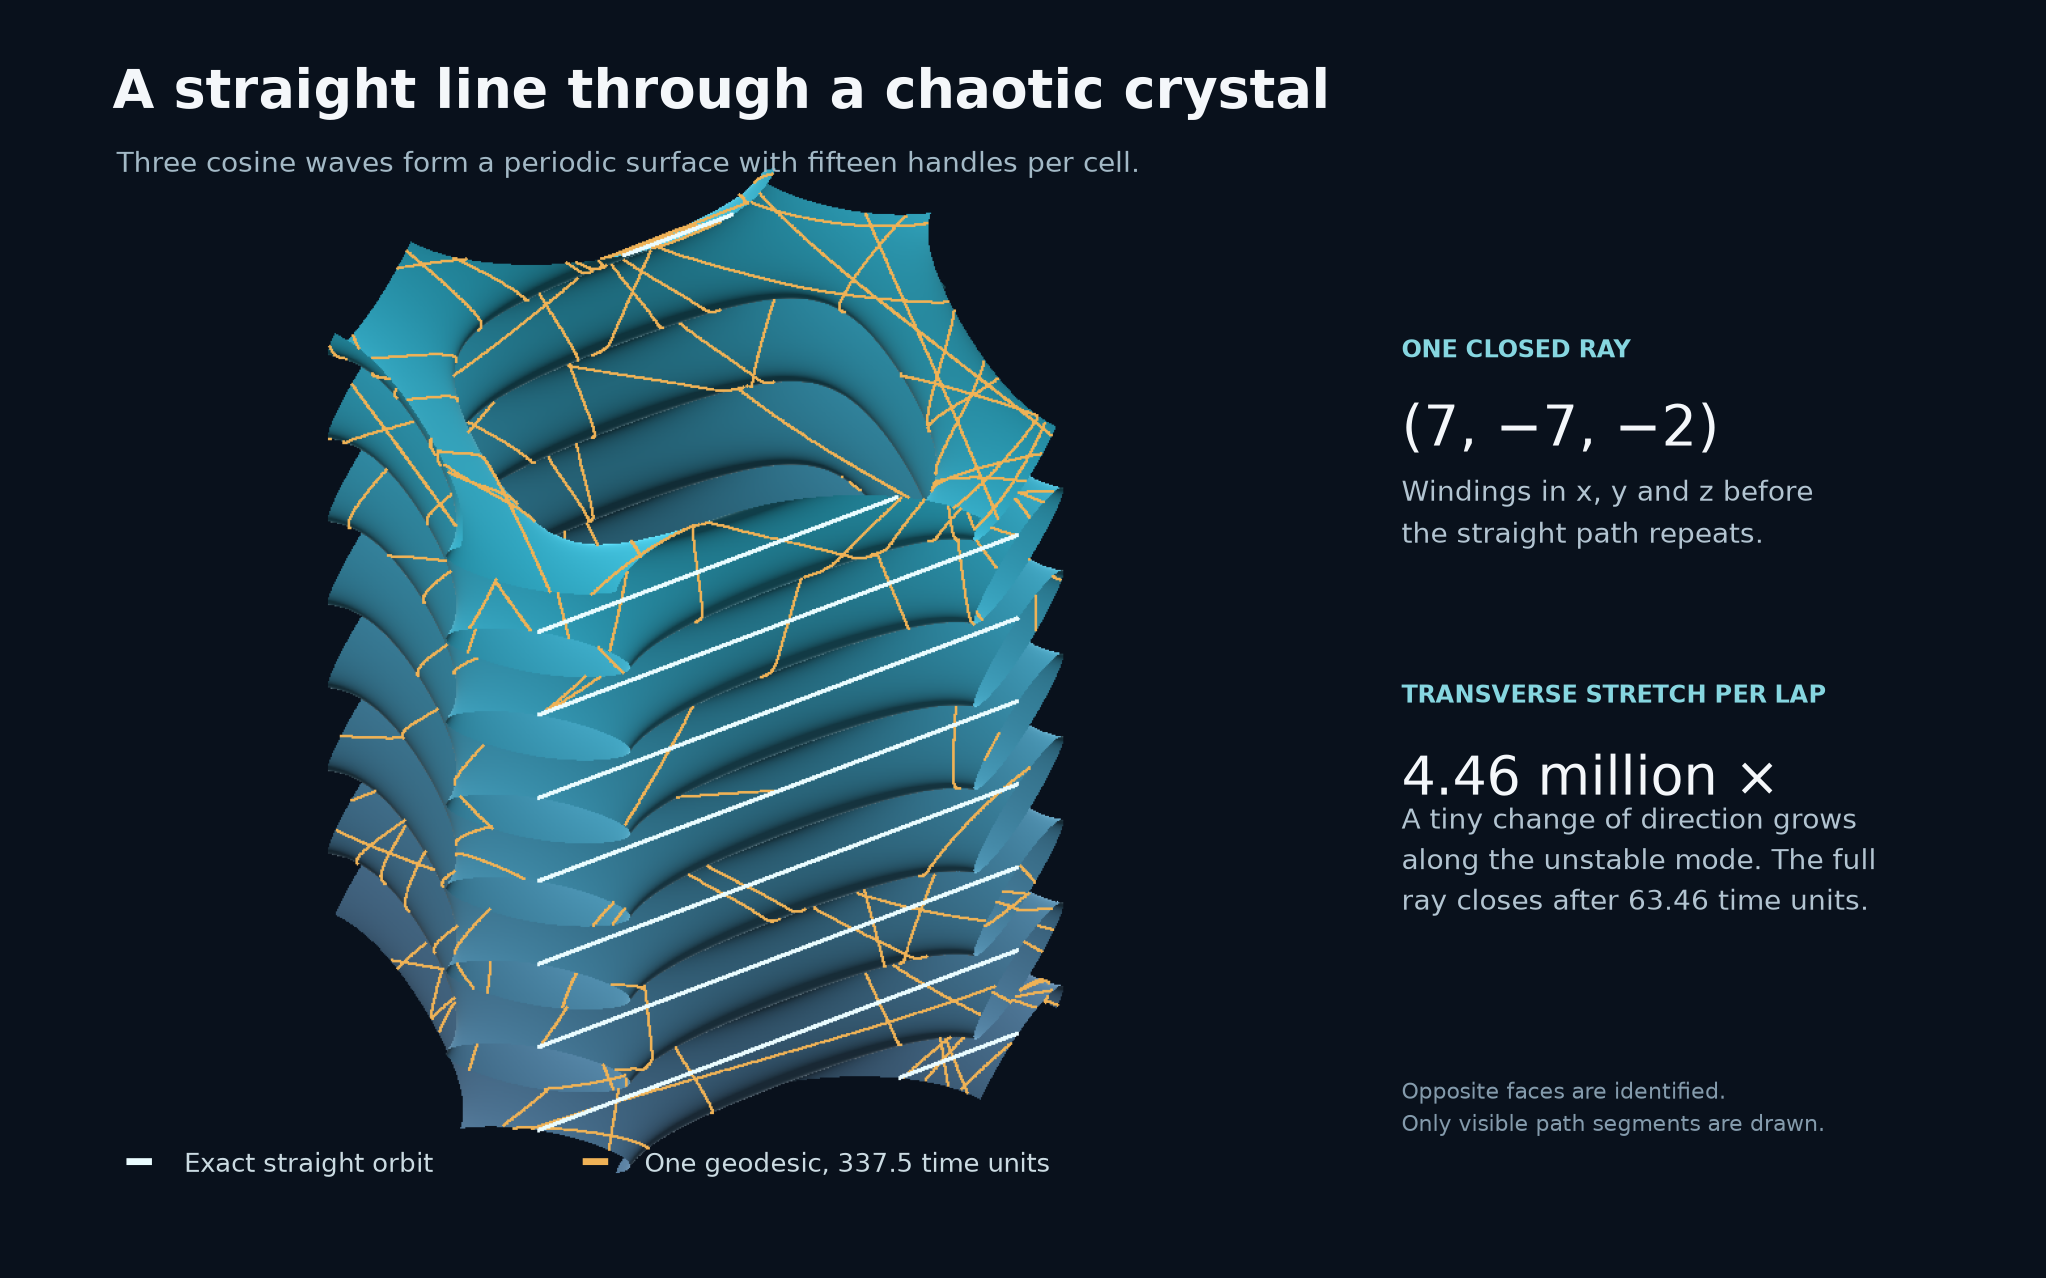 A straight line through a chaotic crystal
Three cosine waves form a periodic surface with fifteen handles per cell.
ONE CLOSED RAY
(7, −7, −2)
Windings in x, y and z before
the straight path repeats.
TRANSVERSE STRETCH PER LAP
4.46 million ×
A tiny change of direction grows
along the unstable mode. The full
ray closes after 63.46 time units.
Opposite faces are identified.
Only visible path segments are drawn.
Exact straight orbit
One geodesic, 337.5 time units